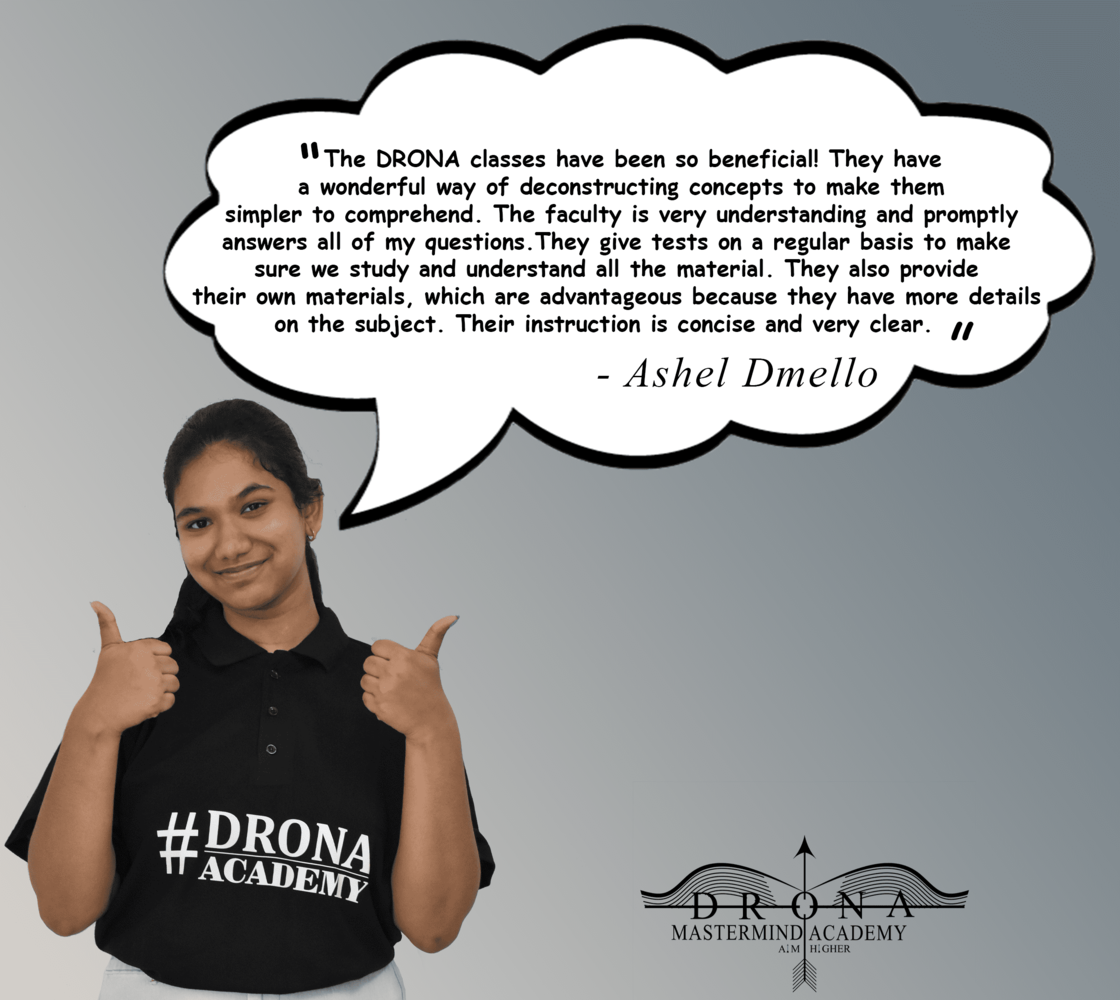 "The DRONA classes have been so beneficial! They have
a wonderful way of deconstructing concepts to make them
simpler to comprehend. The faculty is very understanding and promptly
answers all of my questions.They give tests on a regular basis to make
sure we study and understand all the material. They also provide
their own materials, which are advantageous because they have more details
on the subject. Their instruction is concise and very clear. "
- Ashel Dmello
#DRONA
ACADEMY
DRONA
MASTERMIND ACADEMY
AIM HIGHER